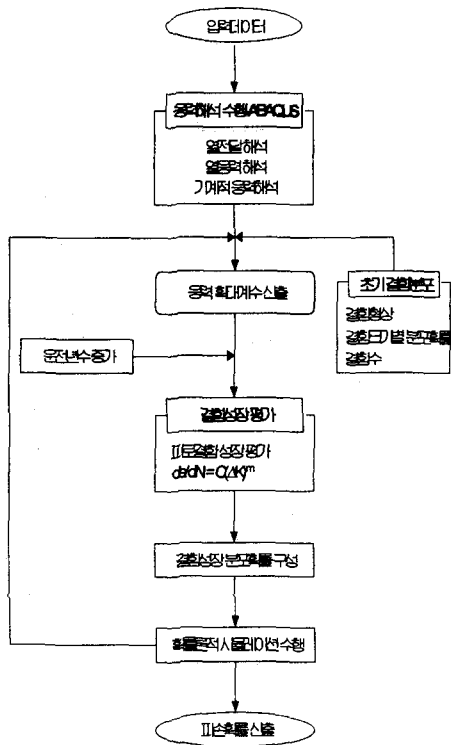 입력데이터
응력해석 수행/ABAQUS
열전달해석
열응력해석
기계적응력해석
응력 확대계수 산출
초기 결함분포
결함형상
결함크기별 분포확률
결함수
운전년수 증가
결함성장 평가
피로결함성장 평가
da/dN = C(ΔK)^m
결함성장 분포확률 구성
확률론적 시뮬레이션 수행
파손확률 산출